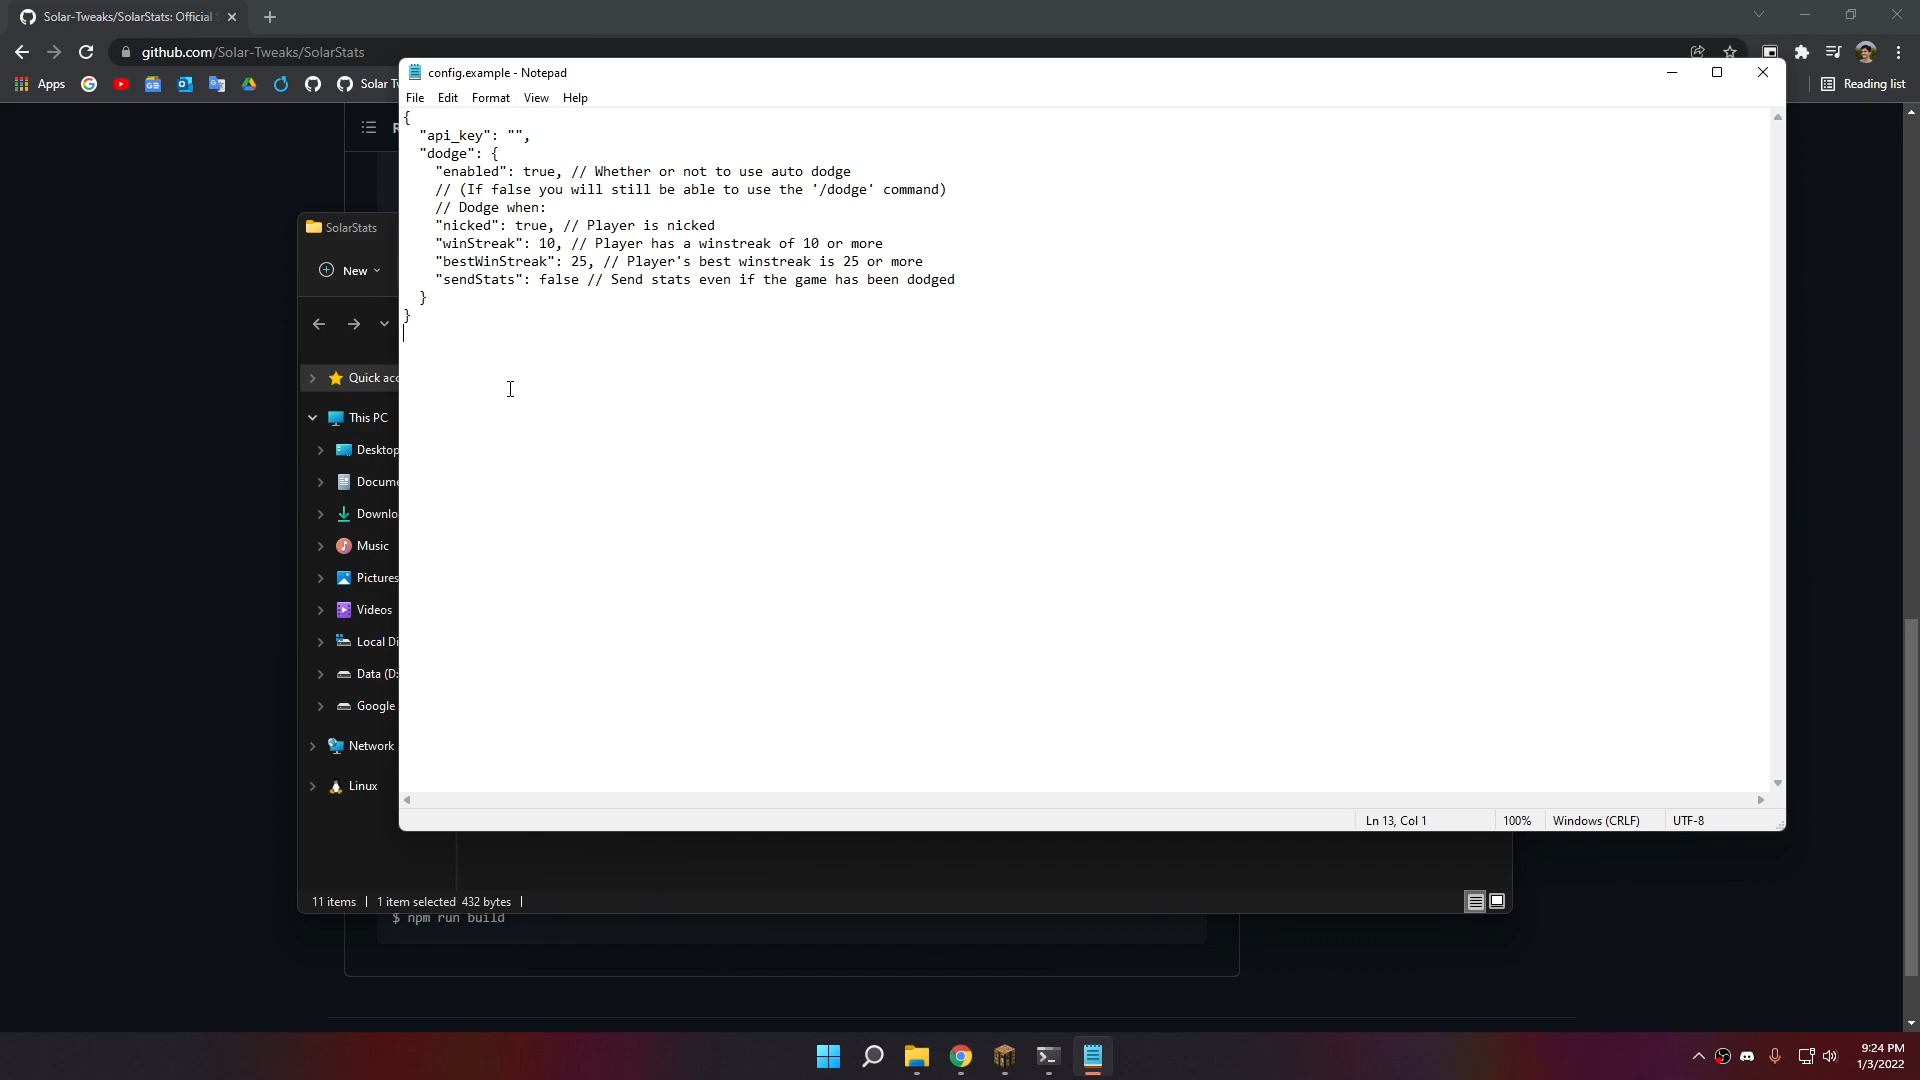 Solar-Tweaks/SolarStats: Official
github.com/Solar-Tweaks/SolarStats
Apps
Solar
Reading list
config.example - Notepad
File Edit Format View Help
{
"api_key": "",
"dodge": {
"enabled": true, // Whether or not to use auto dodge
// (If false you will still be able to use the '/dodge' command)
// Dodge when:
"nicked": true, // Player is nicked
"winStreak": 10, // Player has a winstreak of 10 or more
"bestWinStreak": 25, // Player's best winstreak is 25 or more
"sendStats": false // Send stats even if the game has been dodged
}
}
SolarStats
New
Quick acc
This PC
Desktop
Docume
Downlo
Music
Pictures
Videos
Local Di
Data (D:
Google
Network
Linux
Ln 13, Col 1 100% Windows (CRLF) UTF-8
11 items 1 item selected 432 bytes
$ npm run build
9:24 PM
1/3/2022